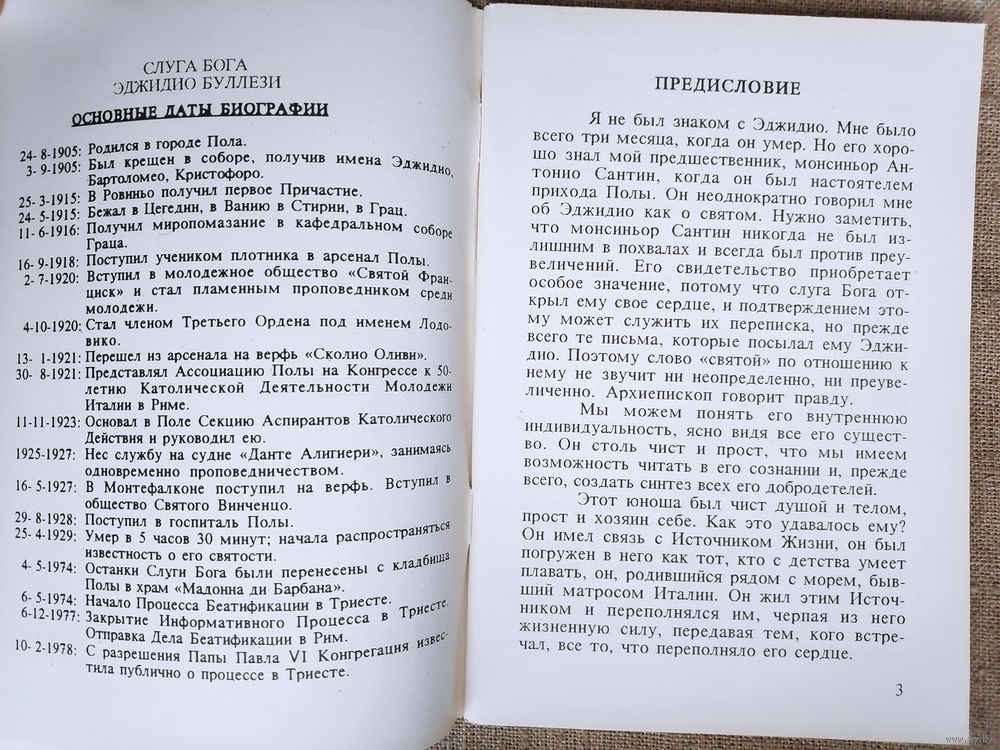 СЛУГА БОГА
ЭДЖИДИО БУЛЛЕЗИ
ОСНОВНЫЕ ДАТЫ БИОГРАФИИ
24- 8-1905: Родился в городе Пола.
3- 9-1905: Был крещен в соборе, получив имена Эджидио,
Бартоломео, Кристофоро.
25- 3-1915: В Ровиньо получил первое Причастие.
24- 5-1915: Бежал в Цегедин, в Ванию в Стирии, в Грац.
11- 6-1916: Получил миропомазание в кафедральном соборе
Граца.
16- 9-1918: Поступил учеником плотника в арсенал Полы.
2- 7-1920: Вступил в молодежное общество «Святой Фран-
циск» и стал пламенным проповедником среди
молодежи.
4-10-1920: Стал членом Третьего Ордена под именем Лодо-
вико.
13- 1-1921: Перешел из арсенала на верфь «Сколио Оливи».
30- 8-1921: Представлял Ассоциацию Полы на Конгрессе к 50-
летию Католической Деятельности Молодежи
Италии в Риме.
11-11-1923: Основал в Поле Секцию Аспирантов Католического
Действия и руководил ею.
1925-1927: Нес службу на судне «Данте Алигиери», занимаясь
одновременно проповедничеством.
16- 5-1927: В Монтефалконе поступил на верфь. Вступил в
общество Святого Винченцо.
29- 8-1928: Поступил в госпиталь Полы.
25- 4-1929: Умер в 5 часов 30 минут; начала распространяться
известность о его святости.
4- 5-1974: Останки Слуги Бога были перенесены с кладбища
Полы в храм «Мадонна ди Барбана».
6- 5-1974: Начало Процесса Беатификации в Триесте.
6-12-1977: Закрытие Информативного Процесса в Триесте.
Отправка Дела Беатификации в Рим.
10- 2-1978: С разрешения Папы Павла VI Конгрегация извес-
тила публично о процессе в Триесте.
ПРЕДИСЛОВИЕ
Я не был знаком с Эджидио. Мне было
всего три месяца, когда он умер. Но его хоро-
шо знал мой предшественник, монсиньор Ан-
тонио Сантин, когда он был настоятелем
прихода Полы. Он неоднократно говорил мне
об Эджидио как о святом. Нужно заметить,
что монсиньор Сантин никогда не был из-
лишним в похвалах и всегда был против преу-
величений. Его свидетельство приобретает
особое значение, потому что слуга Бога от-
крыл ему свое сердце, и подтверждением это-
му может служить их переписка, но прежде
всего те письма, которые посылал ему Эджи-
дио. Поэтому слово «святой» по отношению к
нему не звучит ни неопределенно, ни преуве-
личенно. Архиепископ говорит правду.
Мы можем понять его внутреннюю
индивидуальность, ясно видя все его сущест-
во. Он столь чист и прост, что мы имеем
возможность читать в его сознании и, прежде
всего, создать синтез всех его добродетелей.
Этот юноша был чист душой и телом,
прост и хозяин себе. Как это удавалось ему?
Он имел связь с Источником Жизни, он был
погружен в него как тот, кто с детства умеет
плавать, он, родившийся рядом с морем, быв-
ший матросом Италии. Он жил этим Источ-
ником и переполнялся им, черпая из него
жизненную силу, передавая тем, кого встре-
чал, все то, что переполняло его сердце.
3